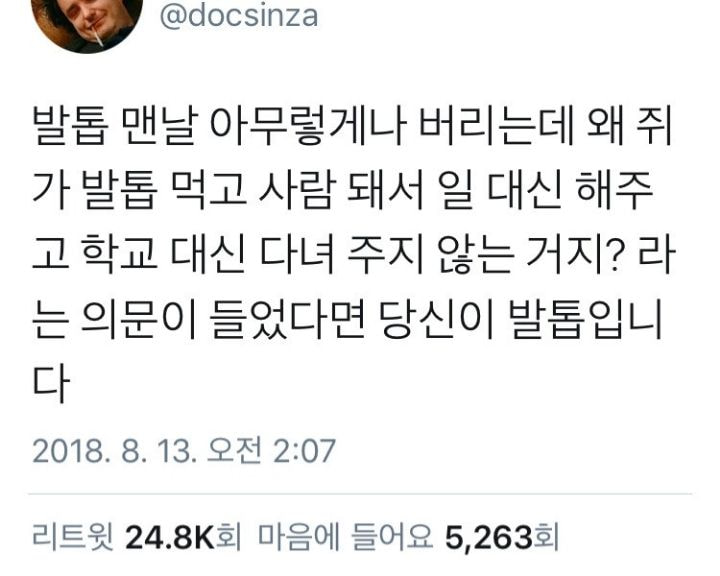 @docsinza
발톱 맨날 아무렇게나 버리는데 왜 쥐
가 발톱 먹고 사람 돼서 일 대신 해주
고 학교 대신 다녀 주지 않는 거지? 라
는 의문이 들었다면 당신이 발톱입니
다
2018. 8. 13. 오전 2:07
리트윗 24.8K회 마음에 들어요 5,263회